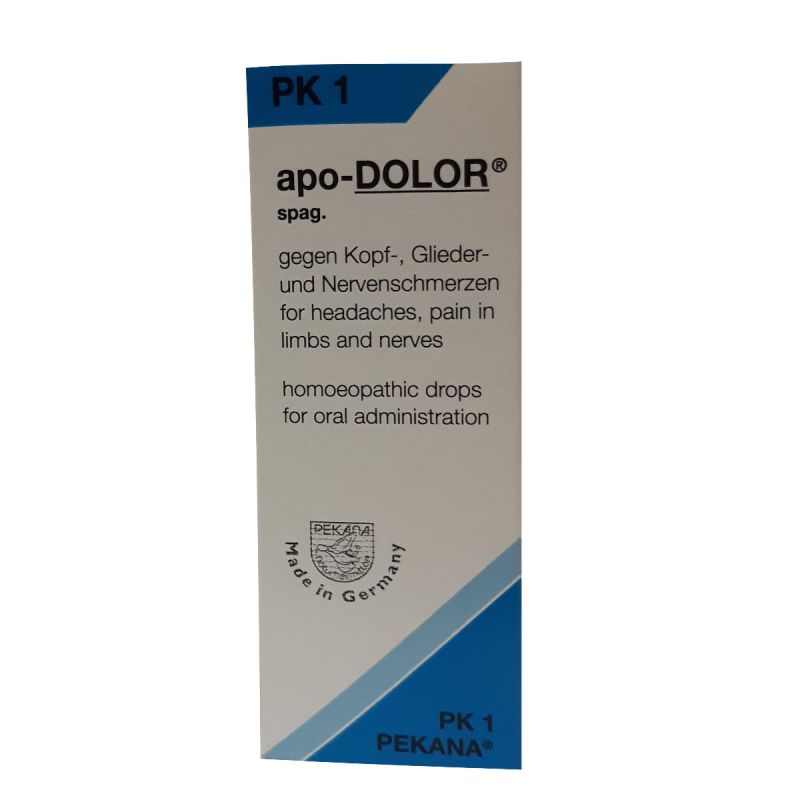 PK 1
apo-DOLOR®
spag.
gegen Kopf-, Glieder-
und Nervenschmerzen
for headaches, pain in
limbs and nerves
homoeopathic drops
for oral administration
PEKANA
Naturheilmittel
Made in Germany
PK 1
PEKANA®